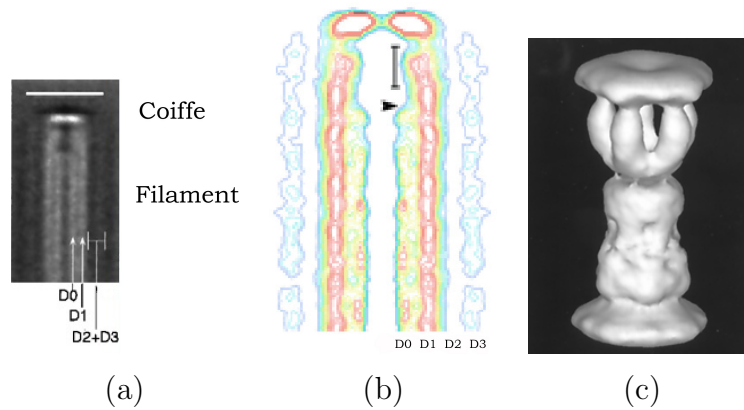 Coiffe
Filament
D0
D1
D2+D3
D0 D1 D2 D3
(a) (b) (c)